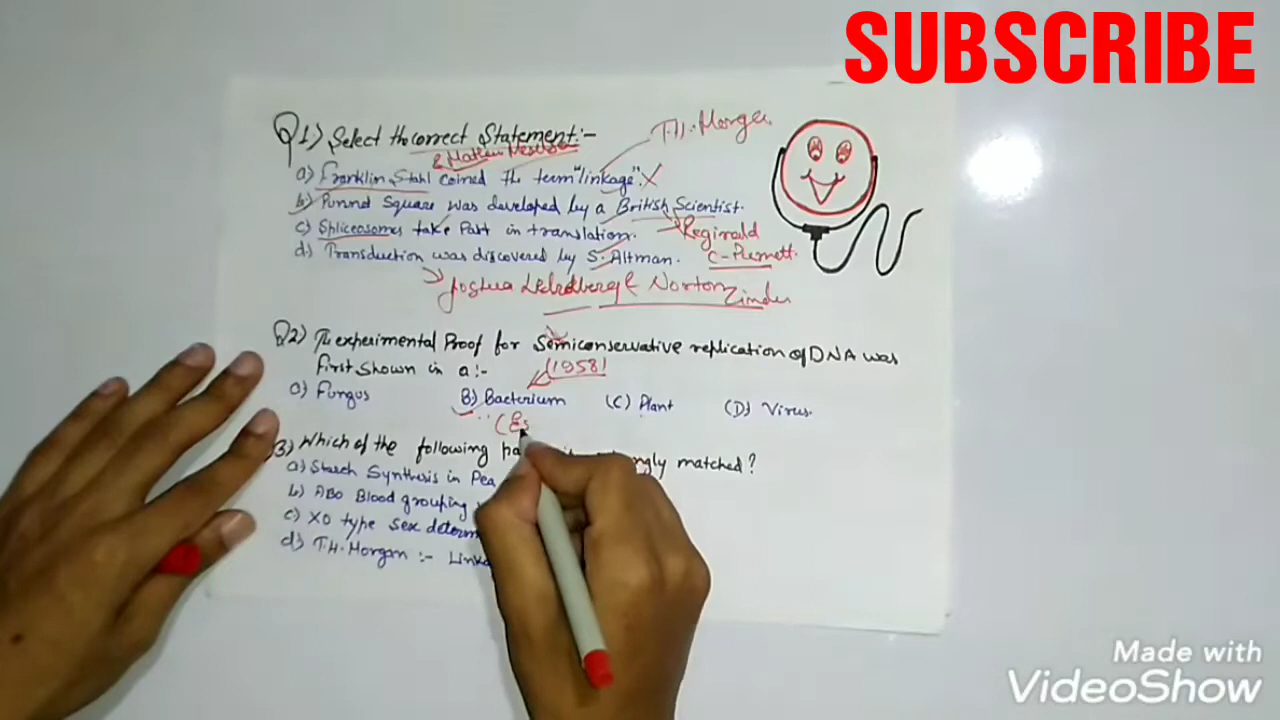 SUBSCRIBE
Q1) Select the correct Statement:-
T.H. Morgan
a) Franklin Stahl coined the term "linkage". X
b) Punnet Square was developed by a British Scientist.
c) Spliceosomes take Part in translation. → Reginald
d) Transduction was discovered by S. Altman. C-Punnett.
Joshua Norton Zinder
Q2) The experimental Proof for Semiconservative replication of DNA was
first shown in a:- (1958)
a) Fungus B) Bacterium (C) Plant (D) Virus.
(Es
3) Which of the following matched?
a) Starch Synthesis in Pea
b) ABO Blood grouping
c) XO type Sex
d) T.H. Morgan :-
Made with
VideoShow